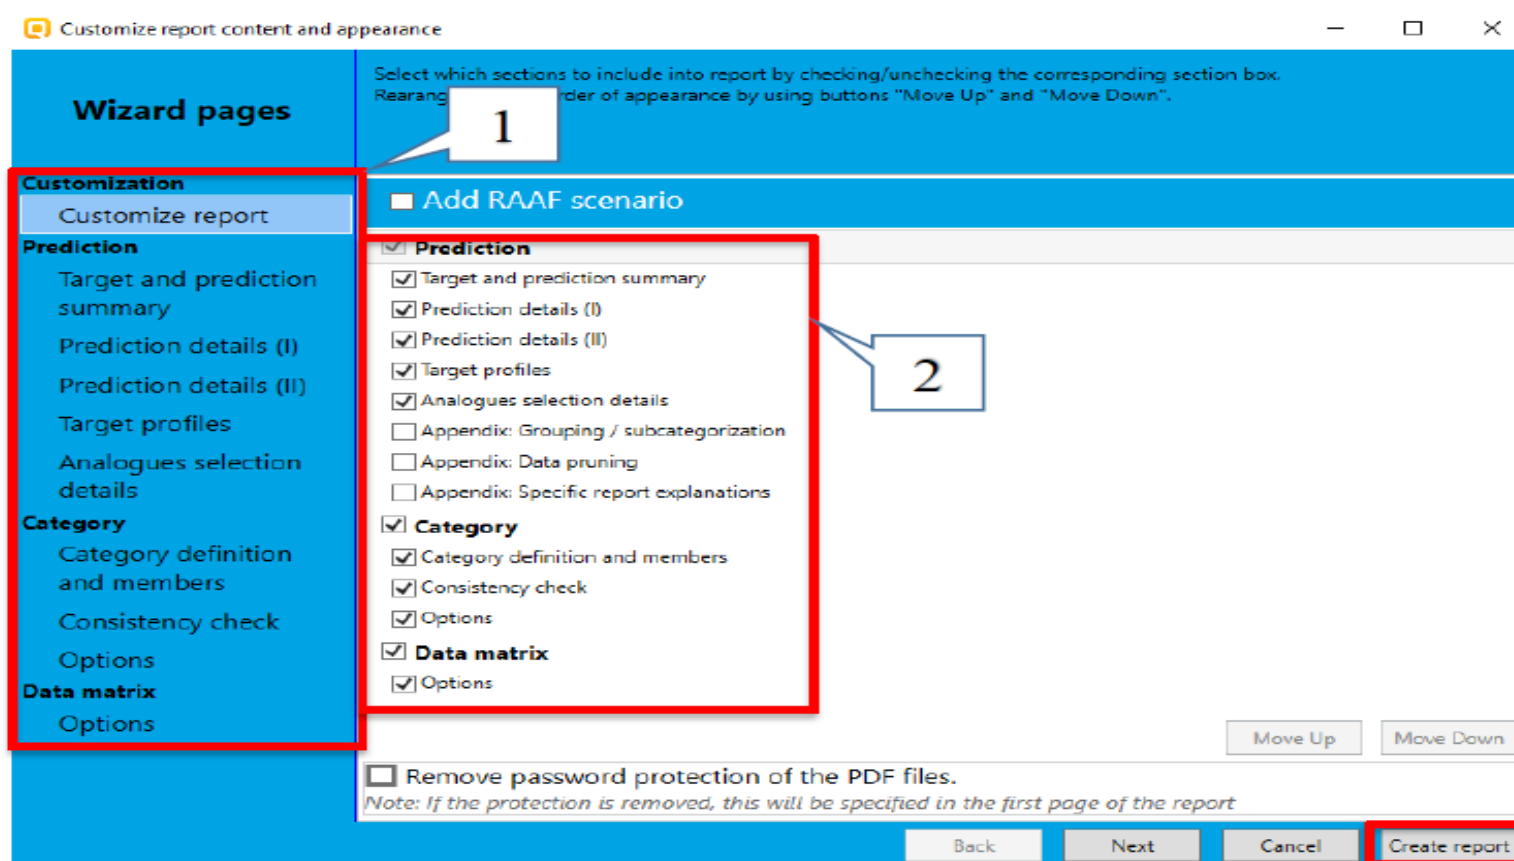 Customize report content and appearance
Wizard pages
Select which sections to include into report by checking/unchecking the corresponding section box.
Rearang rder of appearance by using buttons "Move Up" and "Move Down".
1
Customization
Customize report
Prediction
Target and prediction
summary
Prediction details (I)
Prediction details (II)
Target profiles
Analogues selection
details
Category
Category definition
and members
Consistency check
Options
Data matrix
Options
Add RAAF scenario
Prediction
Target and prediction summary
Prediction details (I)
Prediction details (II)
Target profiles
Analogues selection details
Appendix: Grouping / subcategorization
Appendix: Data pruning
Appendix: Specific report explanations
Category
Category definition and members
Consistency check
Options
Data matrix
Options
2
Move Up
Move Down
Remove password protection of the PDF files.
Note: If the protection is removed, this will be specified in the first page of the report
Back
Next
Cancel
Create report